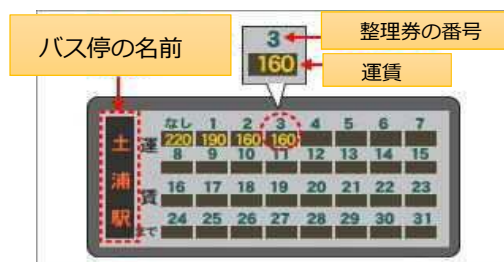 バス停の名前
整理券の番号
3
160
運賃
土浦駅
運賃まで
なし 1 2 3 4 5 6 7
220 190 160 160
8 9 10 11 12 13 14 15
16 17 18 19 20 21 22 23
24 25 26 27 28 29 30 31